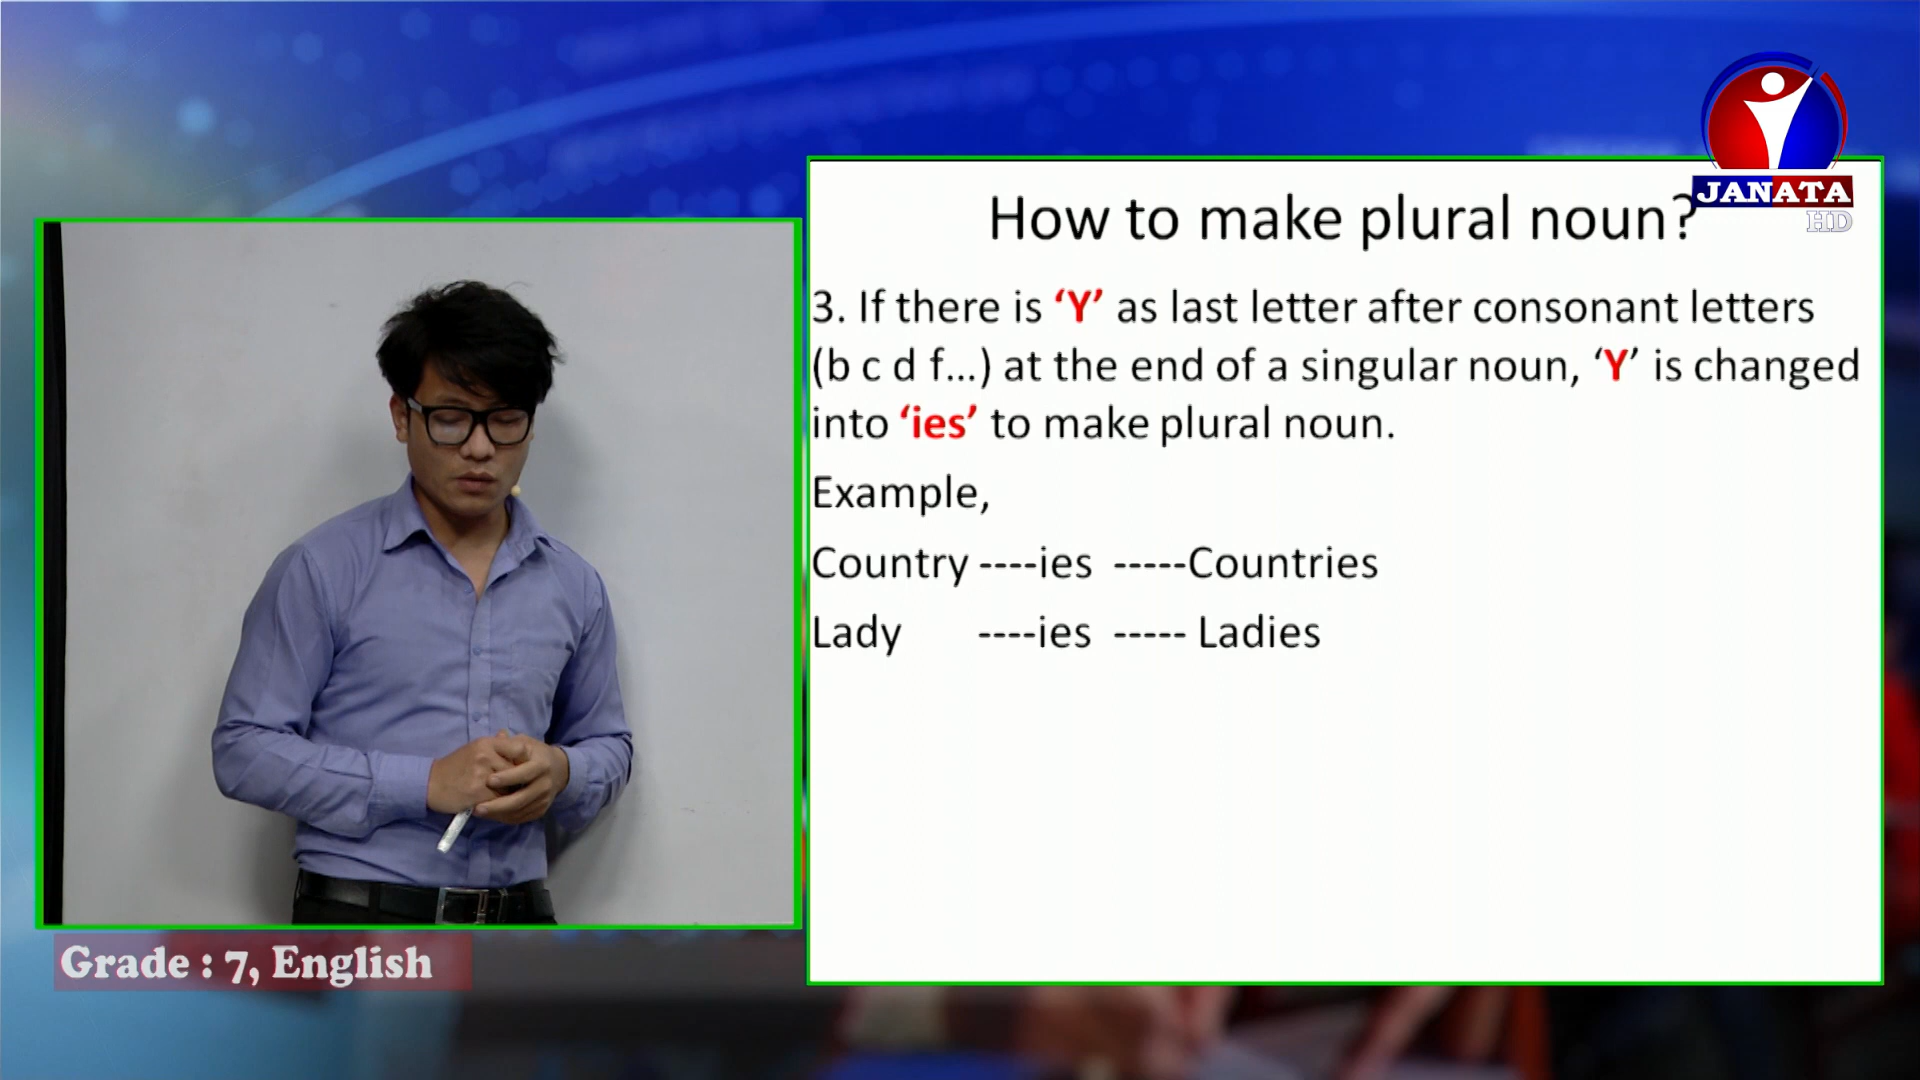 JANATA
HD
How to make plural noun?
3. If there is ‘Y’ as last letter after consonant letters
(b c d f...) at the end of a singular noun, ‘Y’ is changed
into ‘ies’ to make plural noun.
Example,
Country ----ies -----Countries
Lady ----ies ----- Ladies
Grade : 7, English